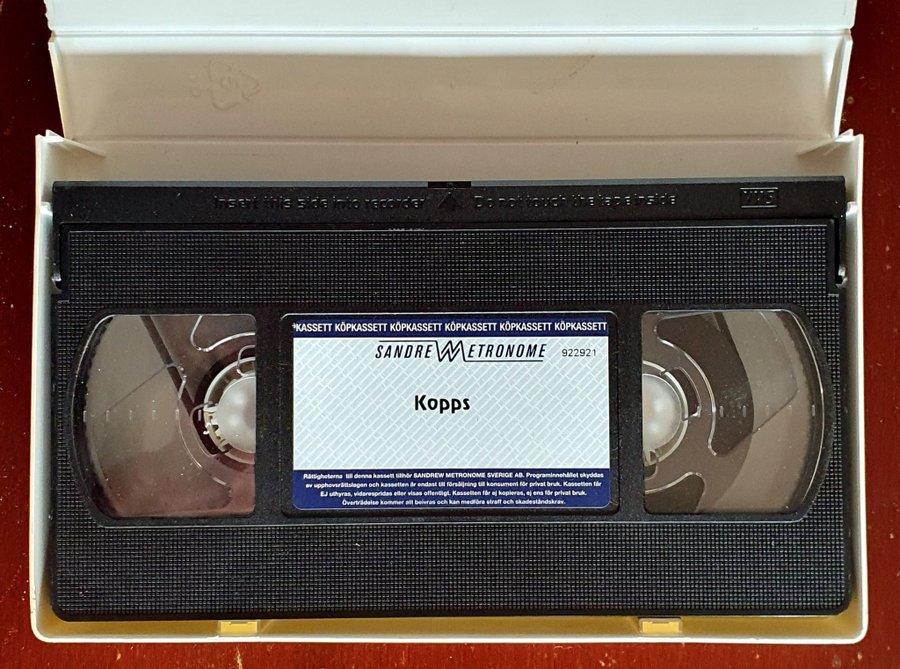 Insert this side into recorder Do not touch the tape inside VHS
*KASSETT KÖPKASSETT KÖPKASSETT KÖPKASSETT KÖPKASSETT KÖPKASSETT
SANDREW METRONOME 922921
Kopps
Rättigheterna till denna kassett tillhör SANDREW METRONOME SVERIGE AB. Programinnehållet skyddas
av upphovsrättslagen och kassetten är endast till försäljning till konsument för privat bruk. Kassetten får
EJ uthyras, vidarespridas eller visas offentligt. Kassetten får ej kopieras, ej ens för privat bruk.
Överträdelse kommer att beivras och kan medföra straff och skadeståndskrav.